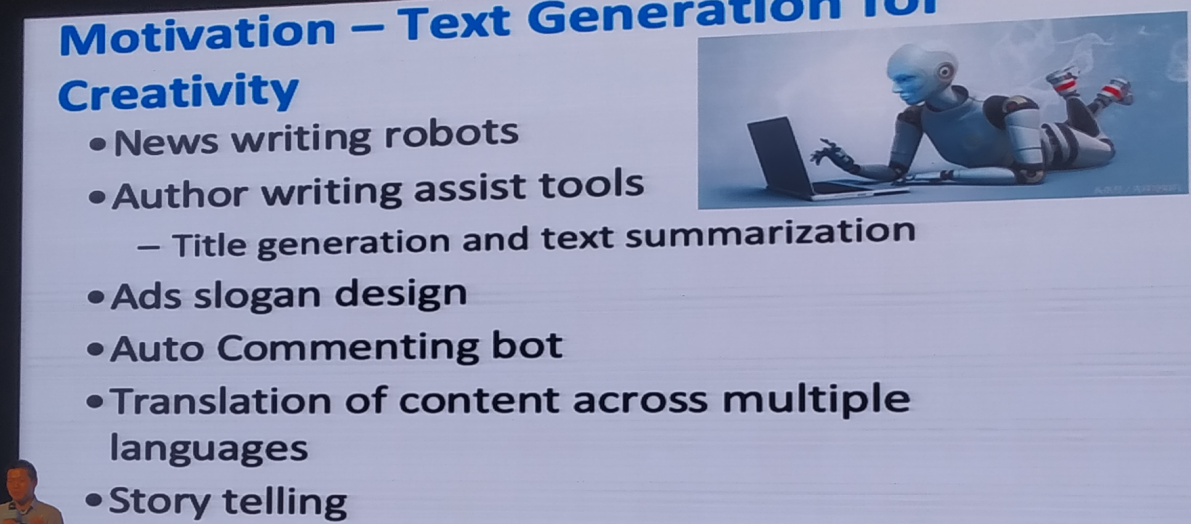 Motivation – Text Generation for
Creativity
•News writing robots
•Author writing assist tools
– Title generation and text summarization
•Ads slogan design
•Auto Commenting bot
•Translation of content across multiple
languages
•Story telling